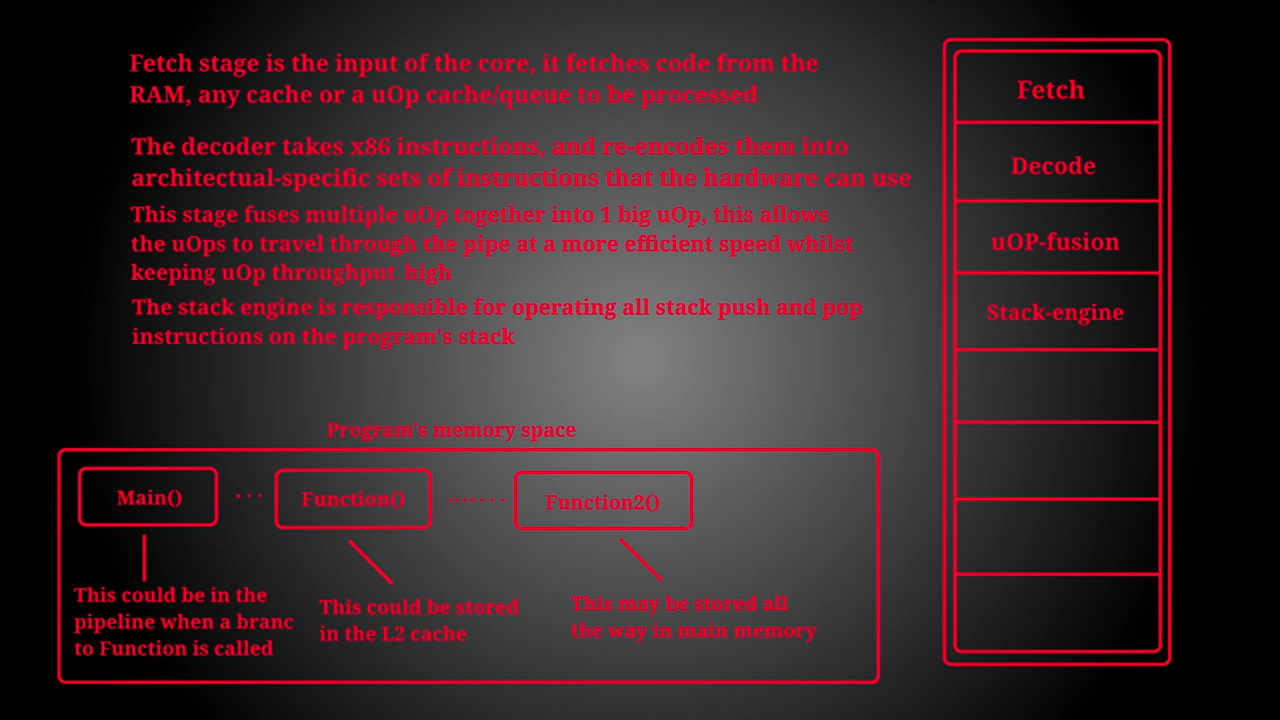 Fetch stage is the input of the core, it fetches code from the
RAM, any cache or a uOp cache/queue to be processed
The decoder takes x86 instructions, and re-encodes them into
architectual-specific sets of instructions that the hardware can use
This stage fuses multiple uOp together into 1 big uOp, this allows
the uOps to travel through the pipe at a more efficient speed whilst
keeping uOp throughput high
The stack engine is responsible for operating all stack push and pop
instructions on the program's stack
Fetch
Decode
uOP-fusion
Stack-engine
Program's memory space
Main() ... Function() ....... Function2()
This could be in the
pipeline when a branc
to Function is called
This could be stored
in the L2 cache
This may be stored all
the way in main memory